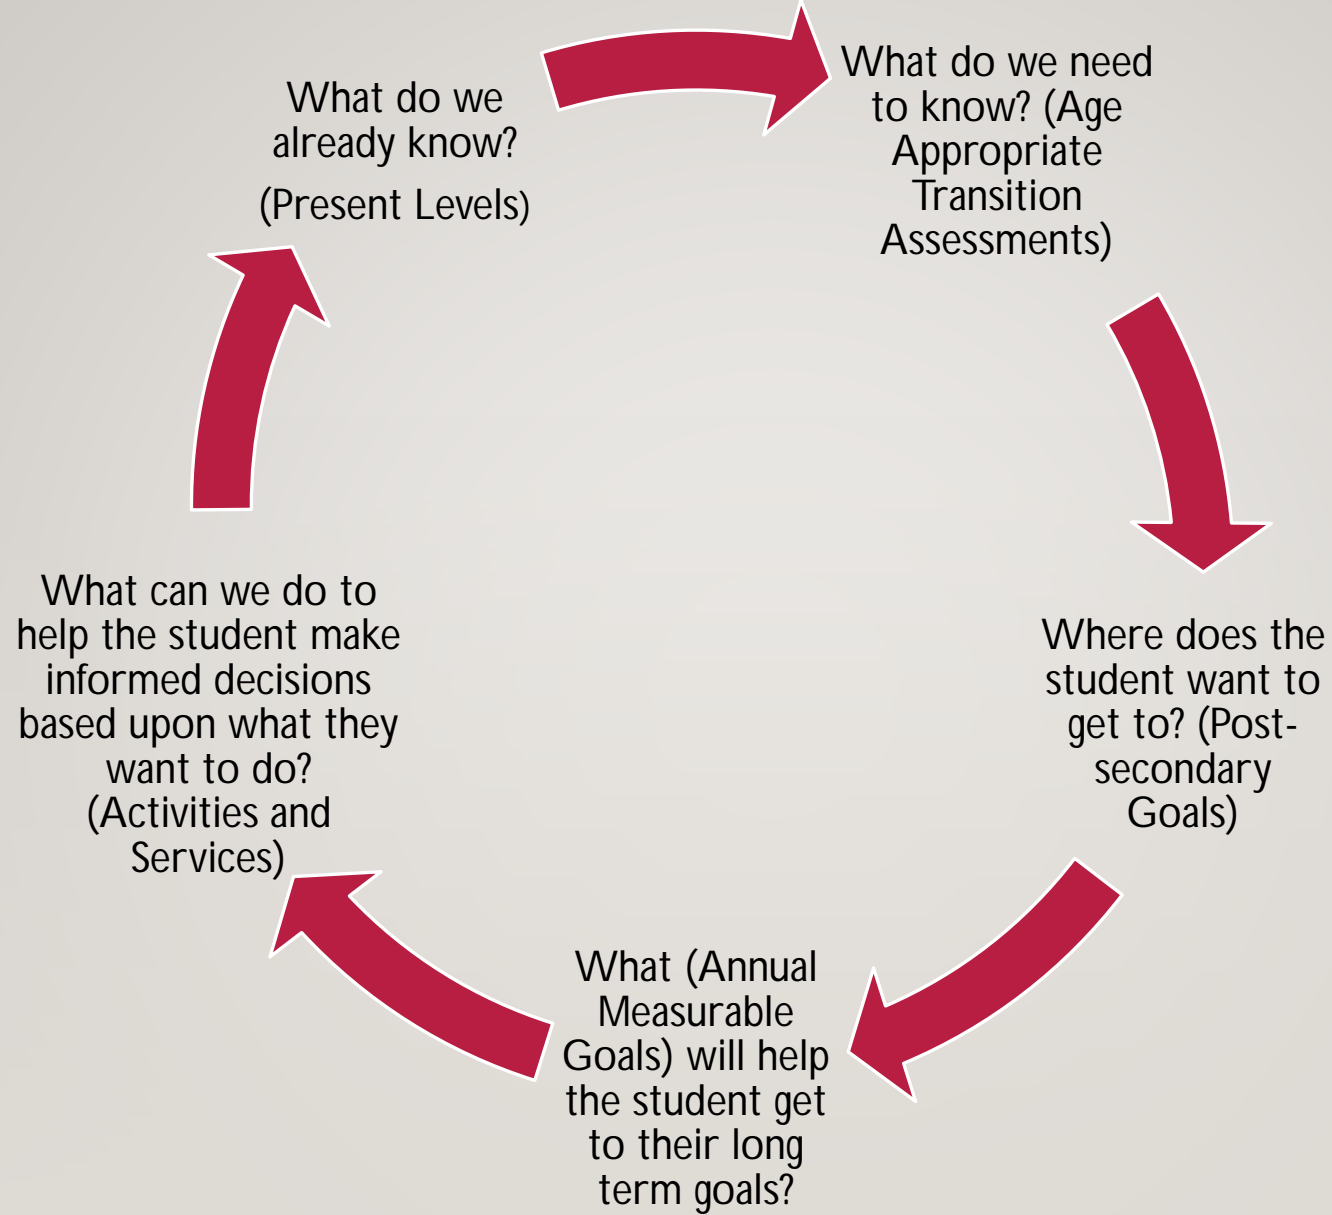 What do we
already know?
(Present Levels)
What do we need
to know? (Age
Appropriate
Transition
Assessments)
Where does the
student want to
get to? (Post-
secondary
Goals)
What (Annual
Measurable
Goals) will help
the student get
to their long
term goals?
What can we do to
help the student make
informed decisions
based upon what they
want to do?
(Activities and
Services)